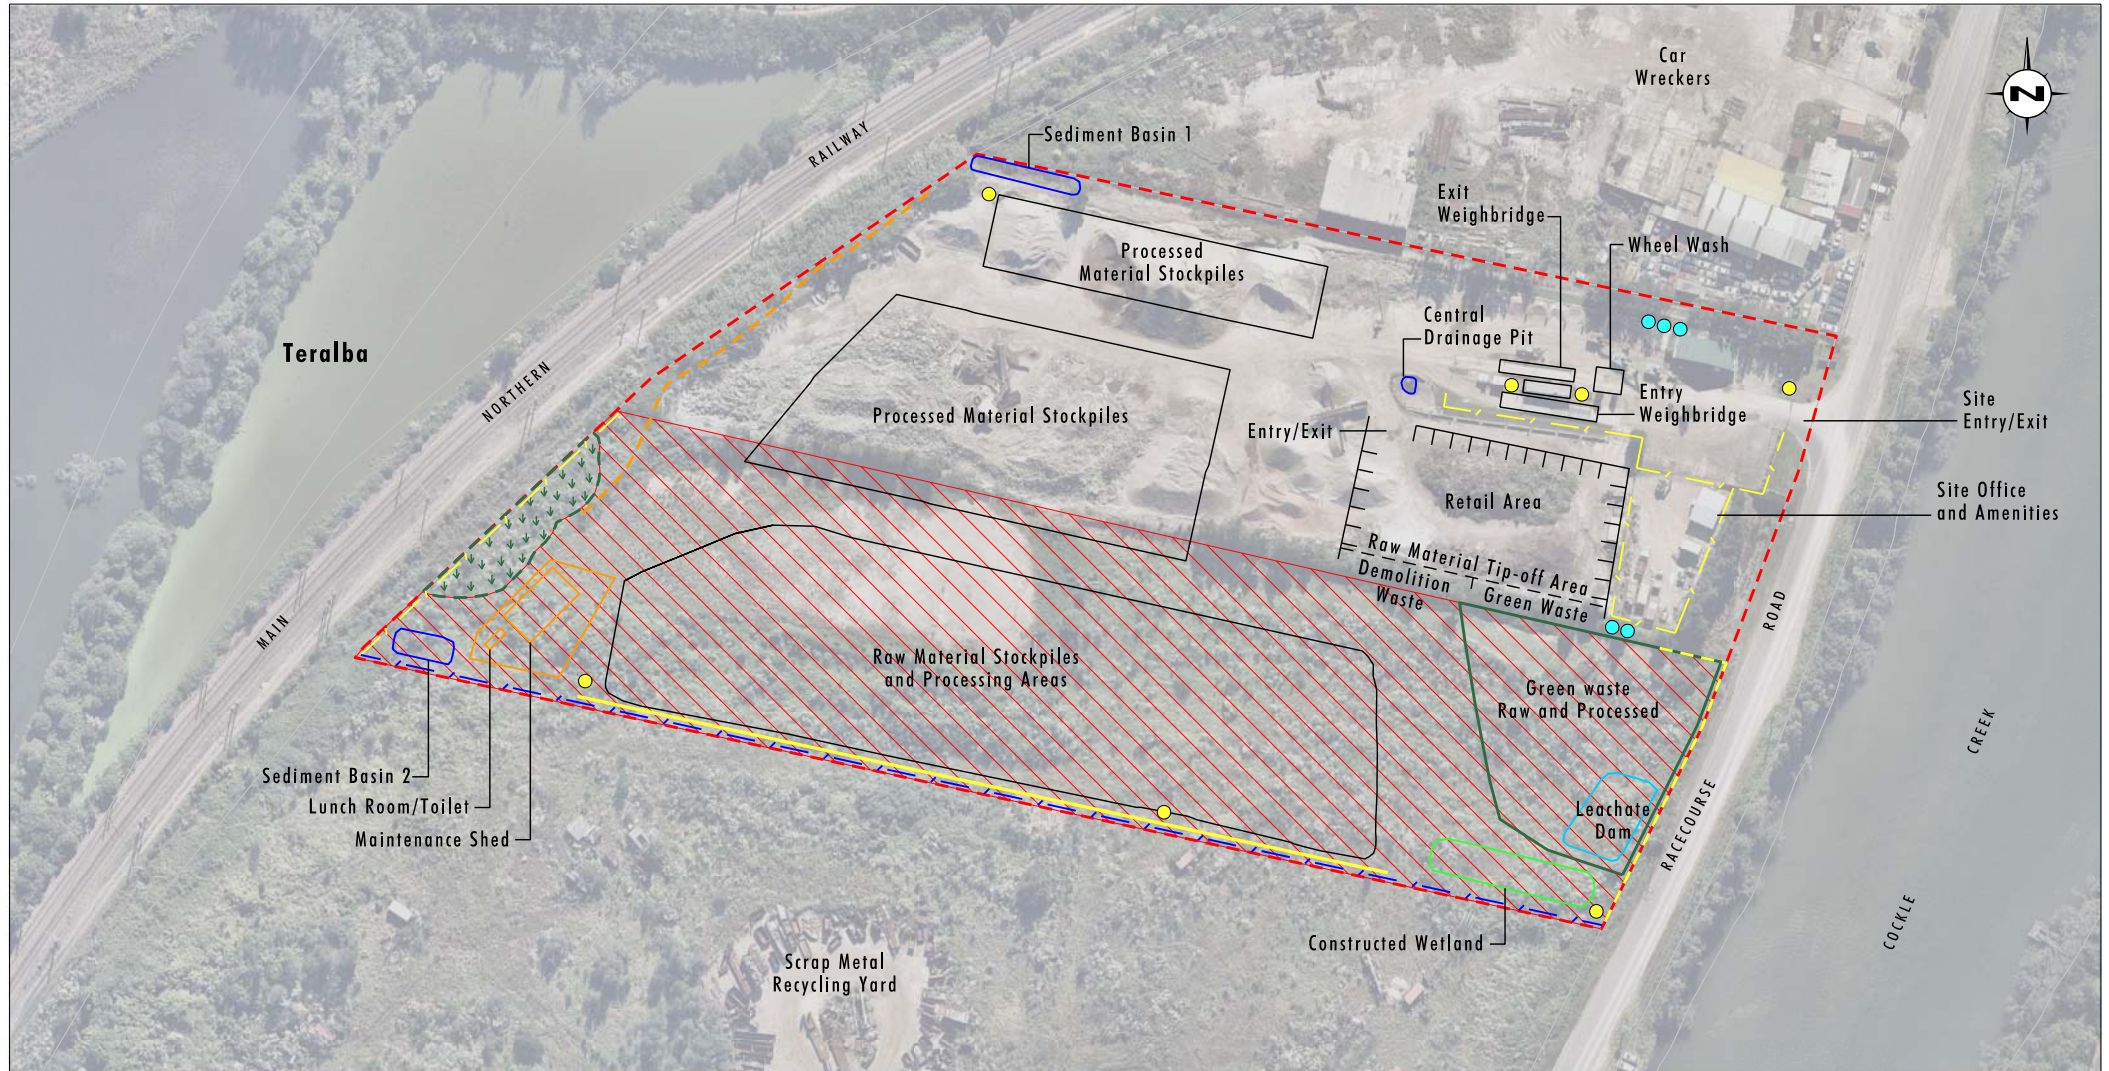 Car
Wreckers
N
Sediment Basin 1
RAILWAY
Exit
Weighbridge
Wheel Wash
Processed
Material Stockpiles
Central
Drainage Pit
Teralba
NORTHERN
Processed Material Stockpiles
Entry
Weighbridge
Site
Entry/Exit
Entry/Exit
Retail Area
Site Office
and Amenities
Raw Material Tip-off Area
Demolition
Waste
Green Waste
ROAD
MAIN
Raw Material Stockpiles
and Processing Areas
Green waste
Raw and Processed
CREEK
Sediment Basin 2
Lunch Room/Toilet
Maintenance Shed
Leachate
Dam
RACECOURSE
COCKLE
Constructed Wetland
Scrap Metal
Recycling Yard